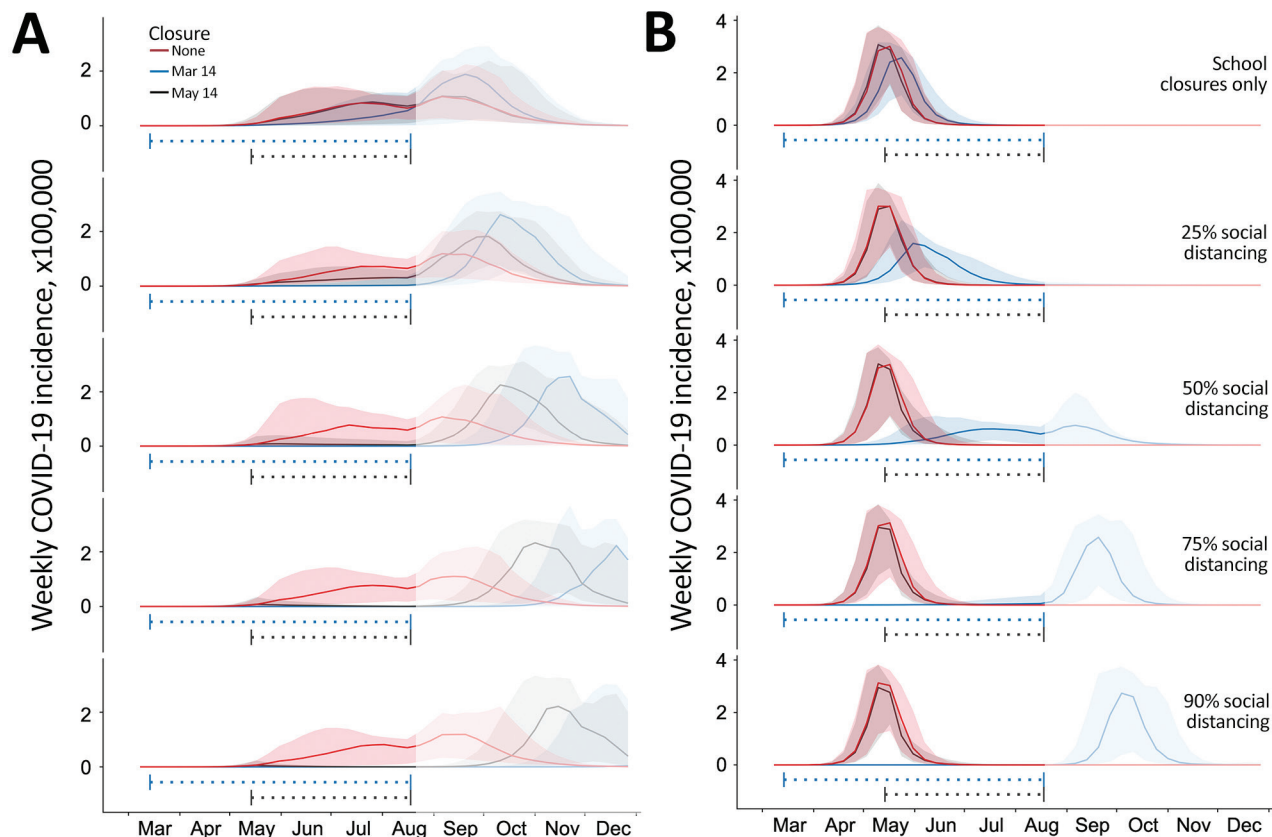 A
Closure
None
Mar 14
May 14
2
0
2
0
2
0
2
0
2
0
Weekly COVID-19 incidence, x100,000
Mar Apr May Jun Jul Aug Sep Oct Nov Dec
B
4
2
0
School
closures only
4
2
0
25% social
distancing
4
2
0
50% social
distancing
4
2
0
75% social
distancing
4
2
0
90% social
distancing
Weekly COVID-19 incidence, x100,000
Mar Apr May Jun Jul Aug Sep Oct Nov Dec